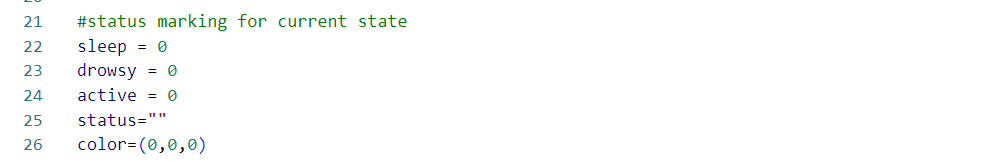 21 #status marking for current state
22 sleep = 0
23 drowsy = 0
24 active = 0
25 status=""
26 color=(0,0,0)